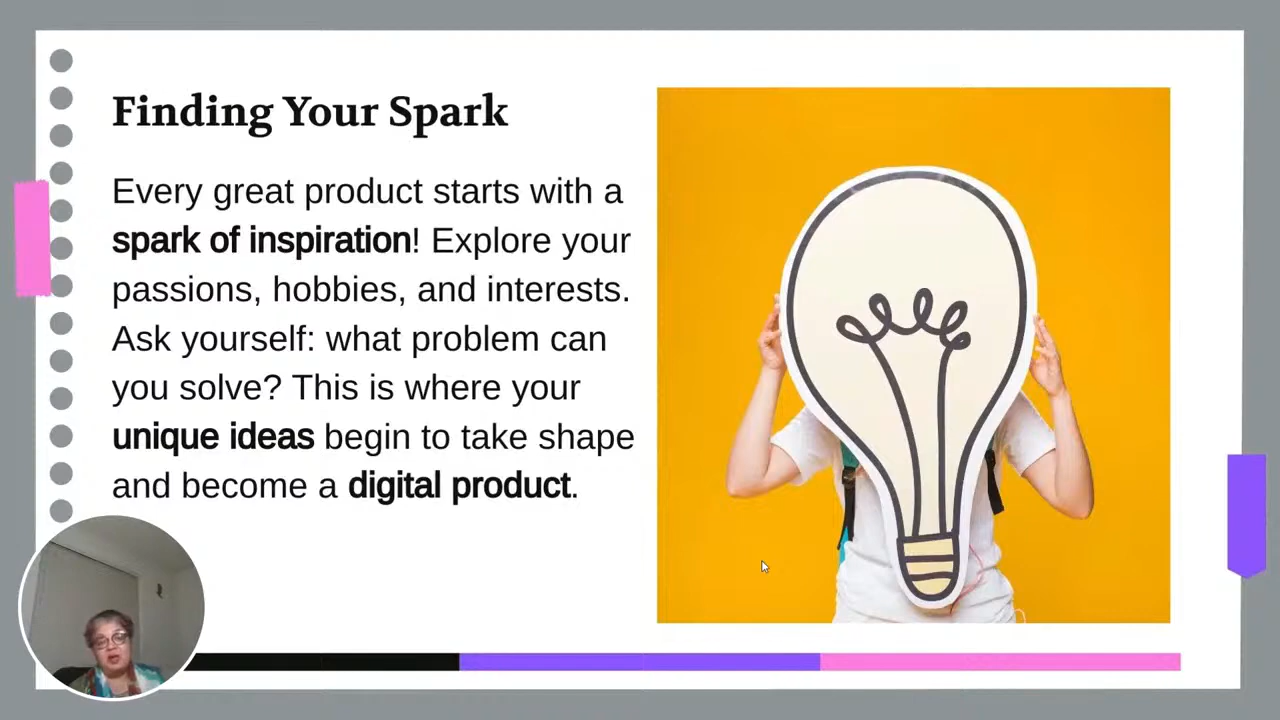 Finding Your Spark
Every great product starts with a
spark of inspiration! Explore your
passions, hobbies, and interests.
Ask yourself: what problem can
you solve? This is where your
unique ideas begin to take shape
and become a digital product.